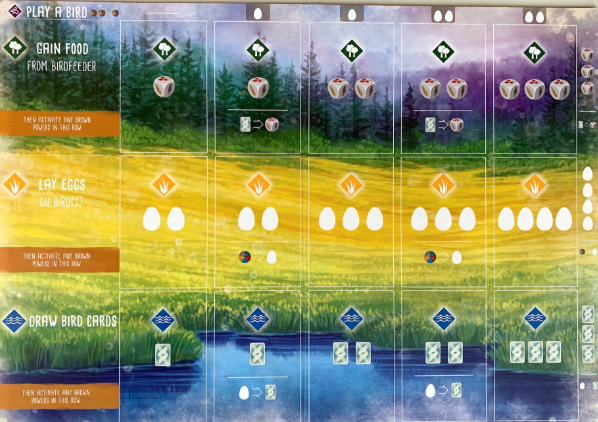 PLAY A BIRD
GAIN FOOD
FROM BIRDFEEDER
THEN ACTIVATE ANY BROWN
POWERS IN THIS ROW
LAY EGGS
ON BIRD(S)
THEN ACTIVATE ANY BROWN
POWERS IN THIS ROW
DRAW BIRD CARDS
THEN ACTIVATE ANY BROWN
POWERS IN THIS ROW